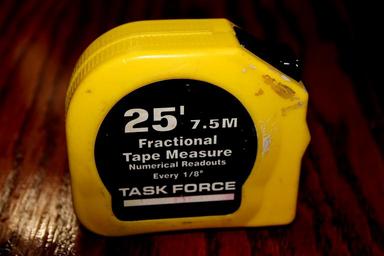 25' 7.5M
Fractional
Tape Measure
Numerical Readouts
Every 1/8"
TASK FORCE